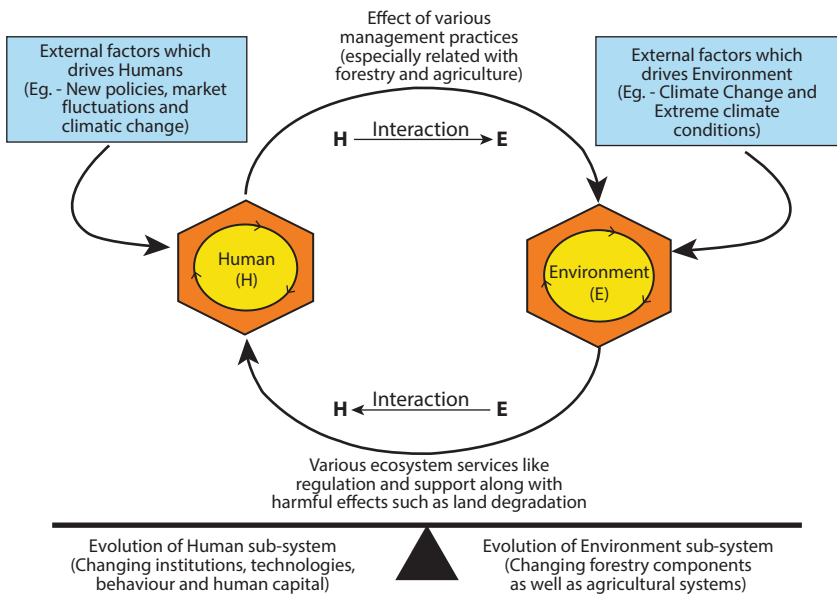 Effect of various
management practices
(especially related with
forestry and agriculture)
External factors which
drives Humans
(Eg. - New policies, market
fluctuations and
climatic change)
External factors which
drives Environment
(Eg. - Climate Change and
Extreme climate
conditions)
Interaction
H E
Human
(H)
Environment
(E)
Interaction
H E
Various ecosystem services like
regulation and support along with
harmful effects such as land degradation
Evolution of Human sub-system
(Changing institutions, technologies,
behaviour and human capital)
Evolution of Environment sub-system
(Changing forestry components
as well as agricultural systems)